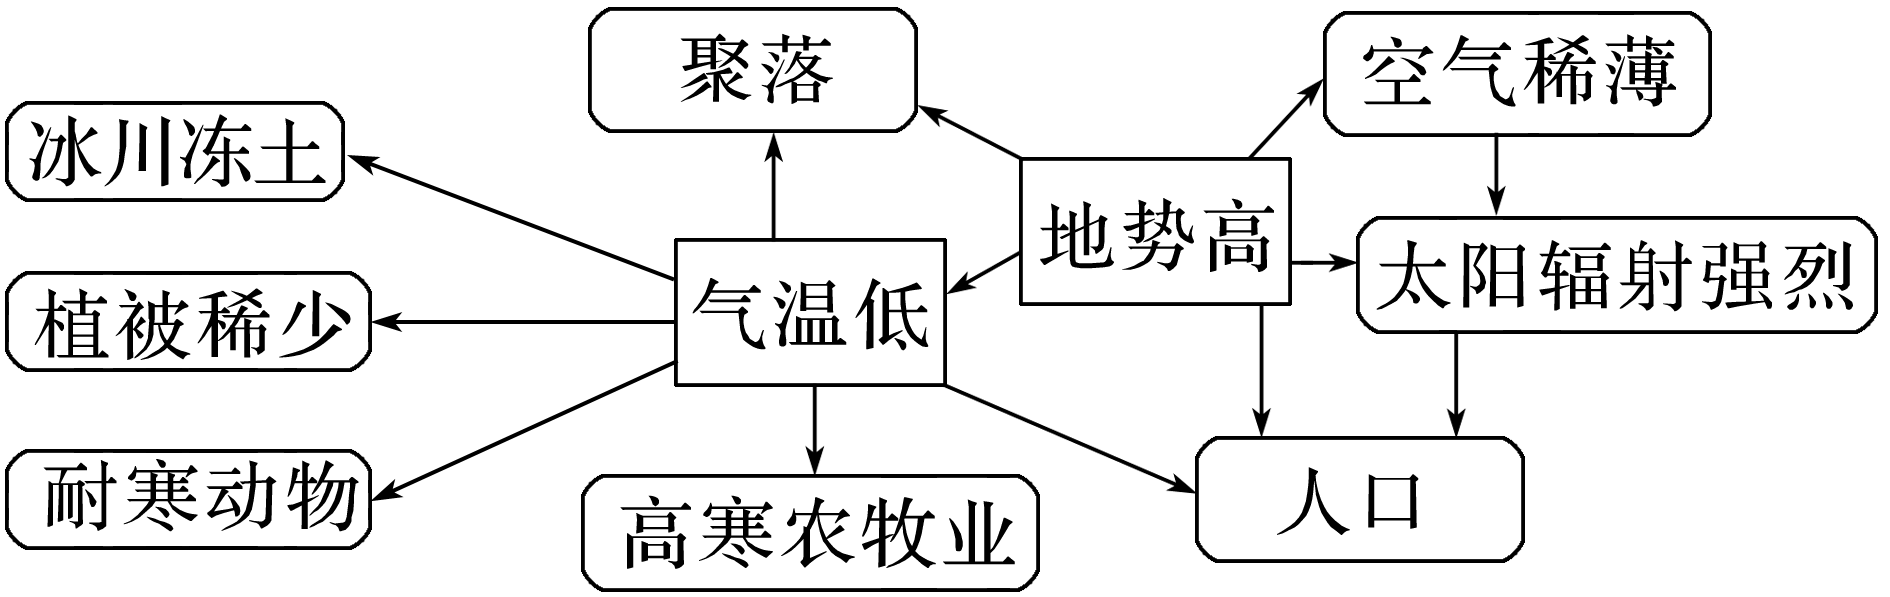 聚落
空气稀薄
冰川冻土
地势高
太阳辐射强烈
气温低
植被稀少
耐寒动物
高寒农牧业
人口